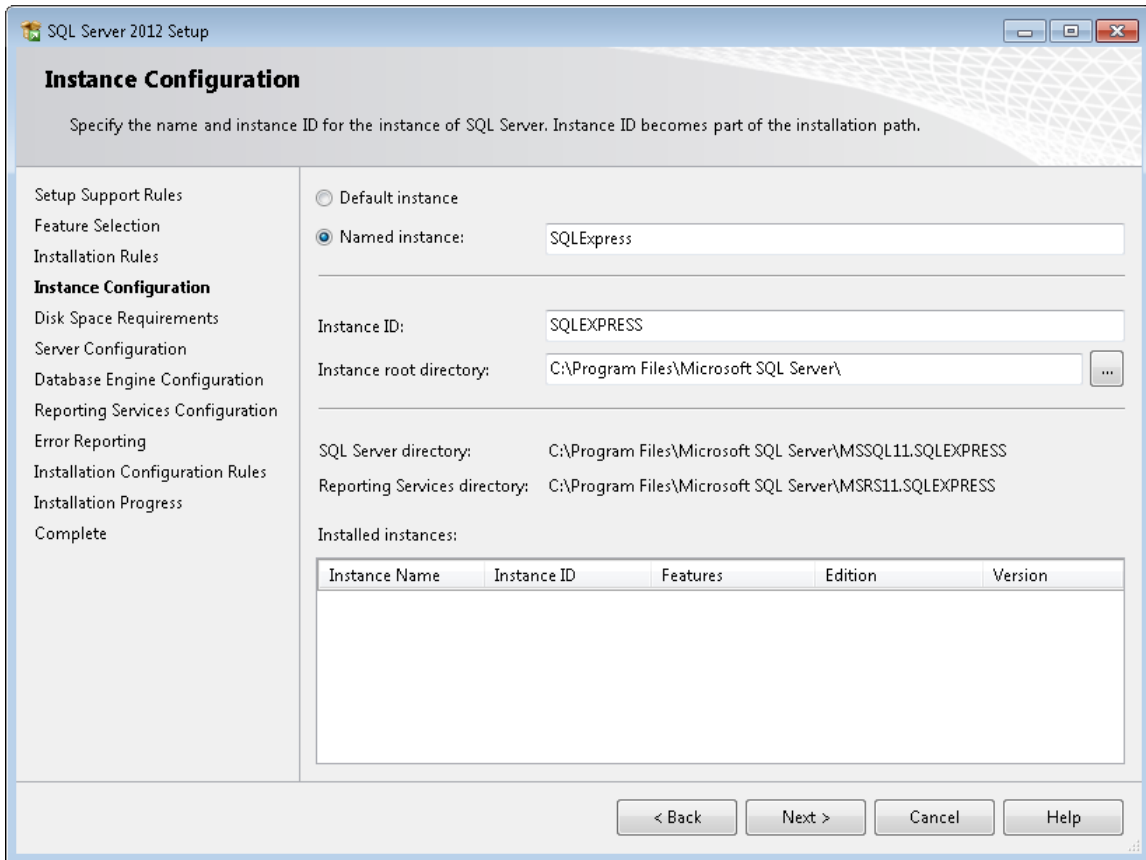 SQL Server 2012 Setup
Instance Configuration
Specify the name and instance ID for the instance of SQL Server. Instance ID becomes part of the installation path.
Setup Support Rules
Feature Selection
Installation Rules
Instance Configuration
Disk Space Requirements
Server Configuration
Database Engine Configuration
Reporting Services Configuration
Error Reporting
Installation Configuration Rules
Installation Progress
Complete
Default instance
Named instance: SQLExpress
Instance ID: SQLEXPRESS
Instance root directory: C:\Program Files\Microsoft SQL Server\ ...
SQL Server directory: C:\Program Files\Microsoft SQL Server\MSSQL11.SQLEXPRESS
Reporting Services directory: C:\Program Files\Microsoft SQL Server\MSRS11.SQLEXPRESS
Installed instances:
Instance Name Instance ID Features Edition Version
< Back Next > Cancel Help